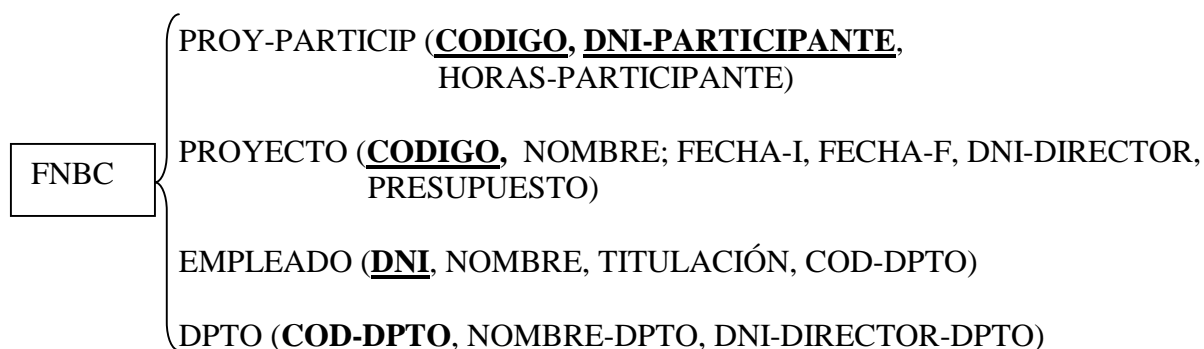 PROY-PARTICIP (CODIGO, DNI-PARTICIPANTE,
HORAS-PARTICIPANTE)
FNBC
PROYECTO (CODIGO, NOMBRE; FECHA-I, FECHA-F, DNI-DIRECTOR,
PRESUPUESTO)
EMPLEADO (DNI, NOMBRE, TITULACIÓN, COD-DPTO)
DPTO (COD-DPTO, NOMBRE-DPTO, DNI-DIRECTOR-DPTO)